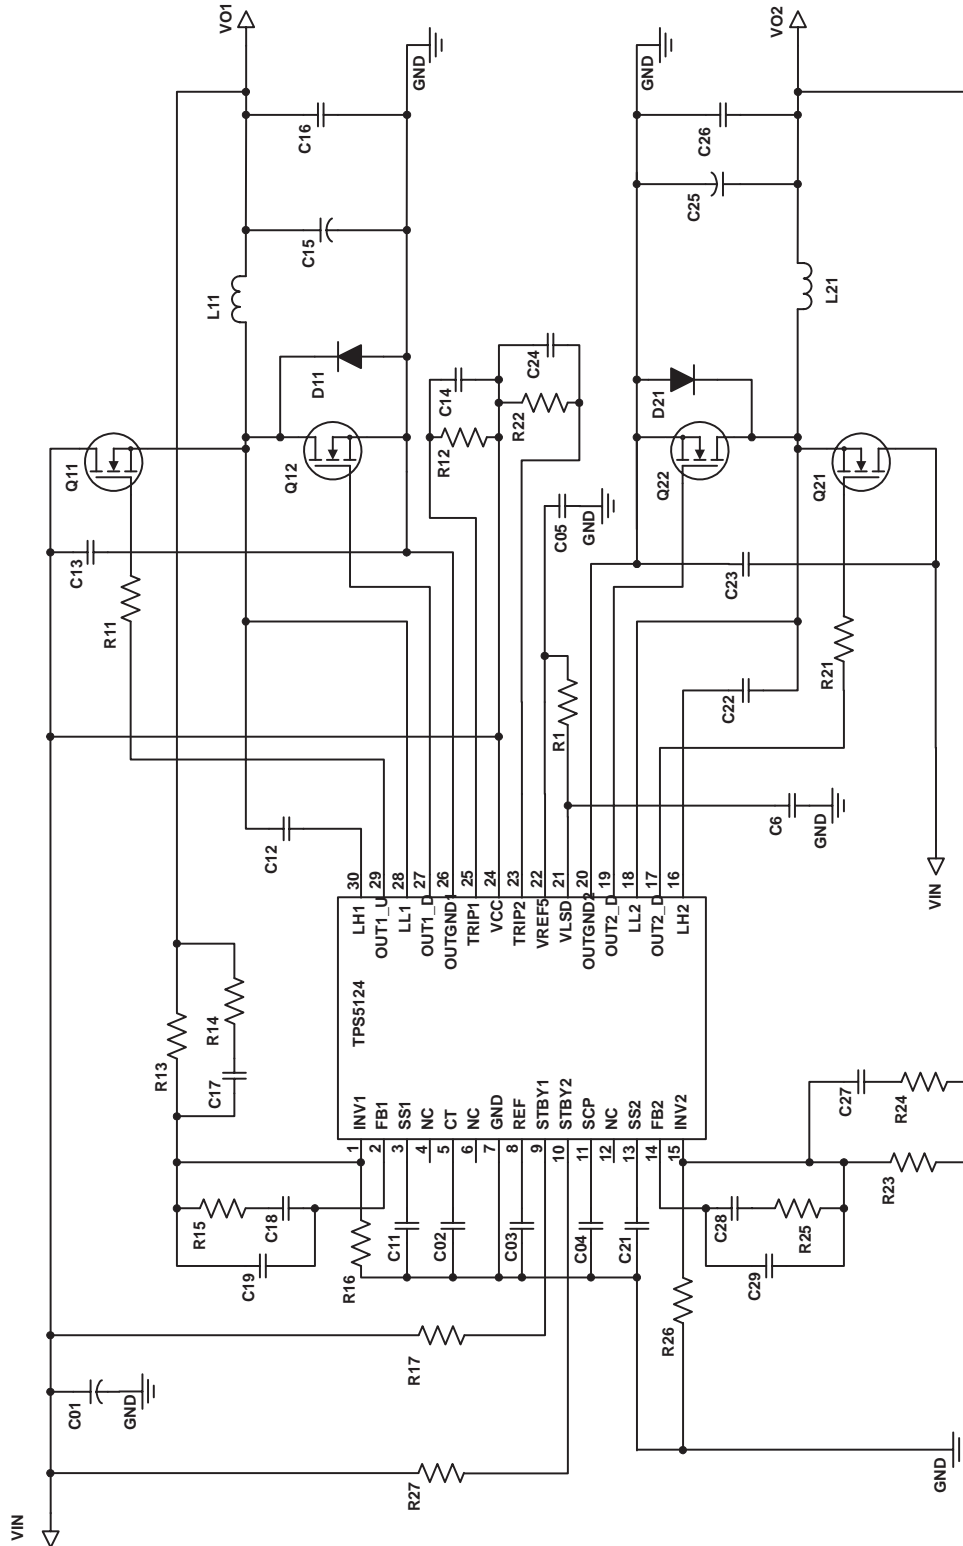 VO1
GND
C16
C15
L11
D11
Q11
Q12
C13
R11
C12
R12
C14
R22
C24
C05
GND
R1
C6
GND
GND
VO2
C26
C25
L21
D21
Q22
Q21
C23
C22
R21
VIN
TPS5124
30 LH1
29 OUT1_U
28 LL1
27 OUT1_D
26 OUTGND1
25 TRIP1
24 VCC
23 TRIP2
22 VREF5
21 VLSD
20 OUTGND2
19 OUT2_D
18 LL2
17 OUT2_D
16 LH2
INV1 1
FB1 2
SS1 3
NC 4
CT 5
NC 6
GND 7
REF 8
STBY1 9
STBY2 10
SCP 11
NC 12
SS2 13
FB2 14
INV2 15
R13
R14
C17
R15
C18
C19
R16
C11
C02
C03
C04
C21
R17
R27
C01
GND
VIN
C27
R24
R23
C28
R25
C29
R26
GND